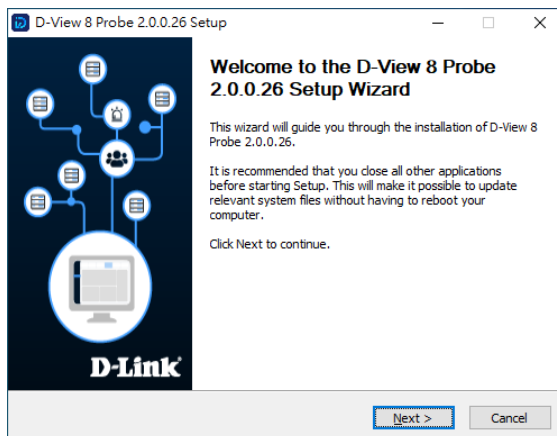 D-View 8 Probe 2.0.0.26 Setup
Welcome to the D-View 8 Probe
2.0.0.26 Setup Wizard
This wizard will guide you through the installation of D-View 8
Probe 2.0.0.26.
It is recommended that you close all other applications
before starting Setup. This will make it possible to update
relevant system files without having to reboot your
computer.
Click Next to continue.
D-Link
Next >
Cancel